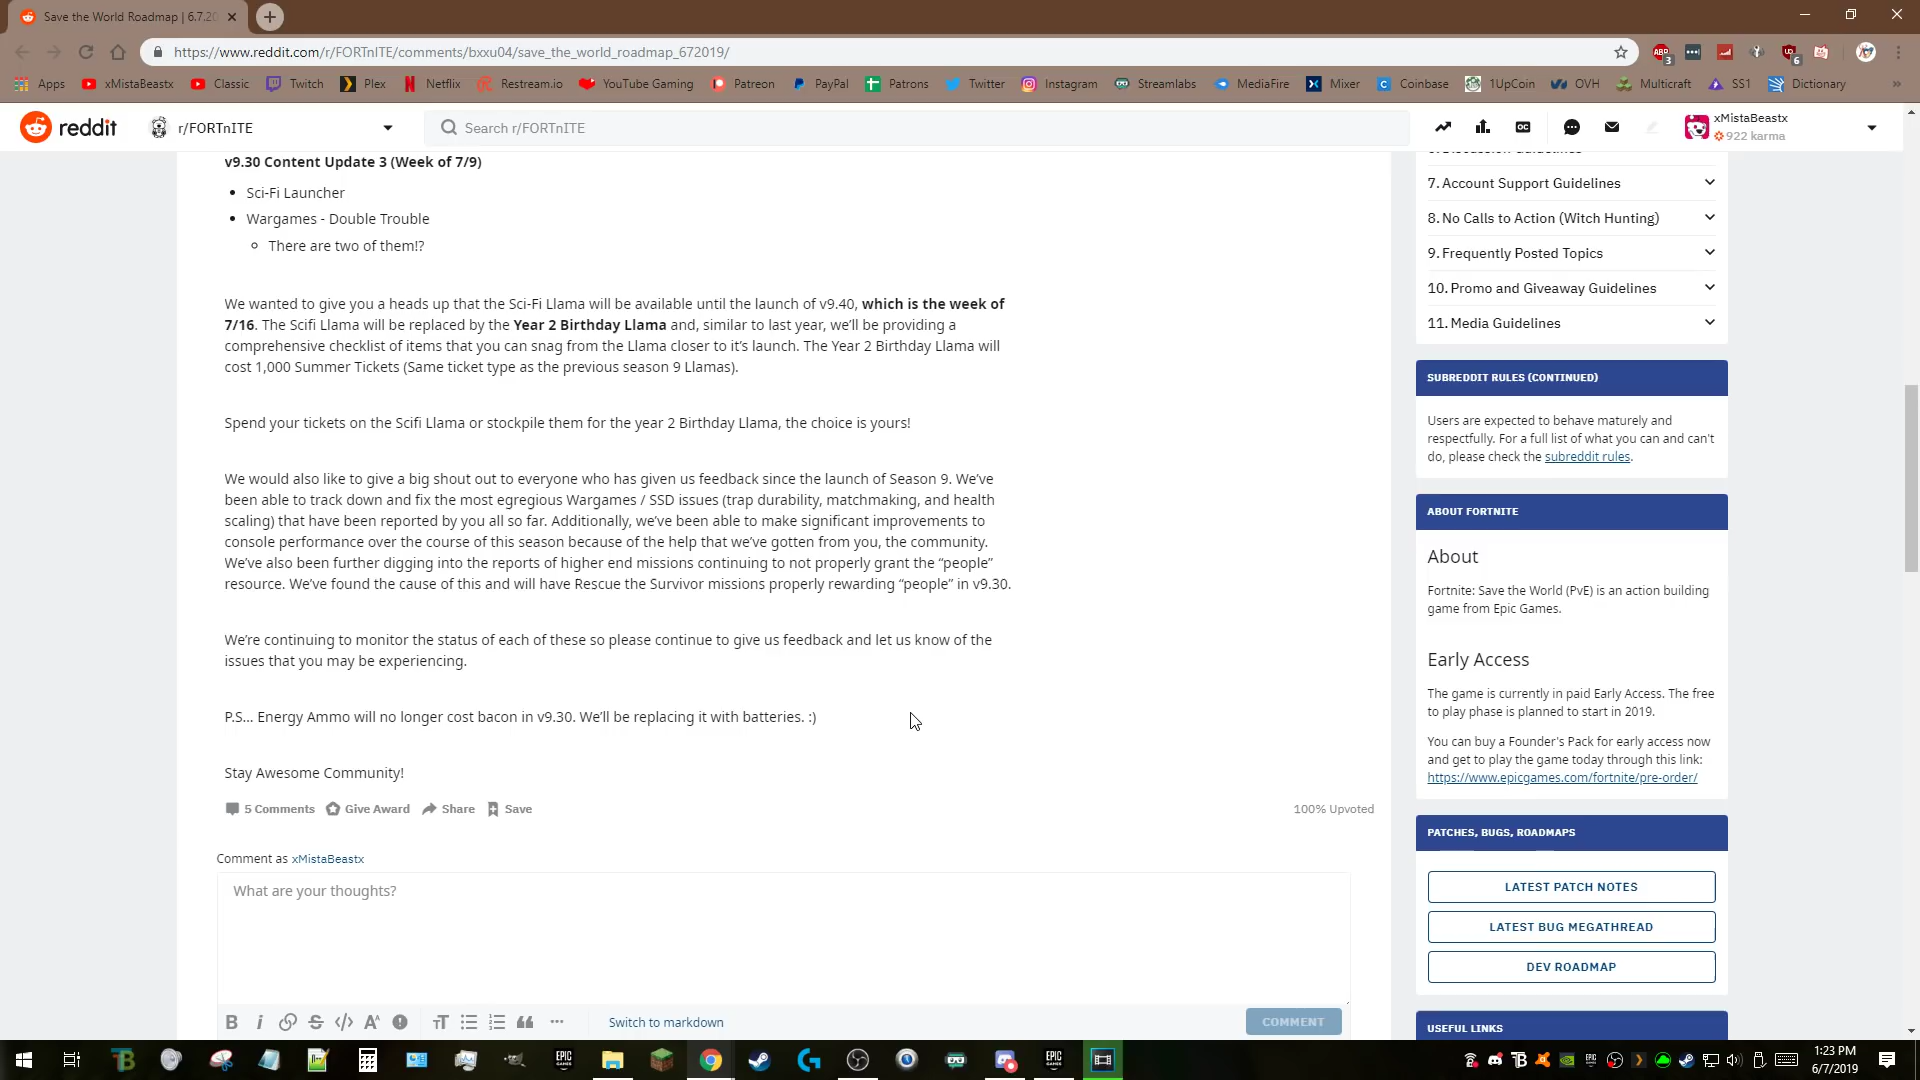 Save the World Roadmap | 6.7.20
https://www.reddit.com/r/FORTnITE/comments/bxxu04/save_the_world_roadmap_672019/
3
6
Apps xMistaBeastx Classic Twitch Plex Netflix Restream.io YouTube Gaming Patreon PayPal Patrons Twitter Instagram Streamlabs MediaFire Mixer Coinbase 1UpCoin OVH Multicraft SS1 Dictionary »
reddit r/FORTnITE Search r/FORTnITE xMistaBeastx
922 karma
v9.30 Content Update 3 (Week of 7/9)
• Sci-Fi Launcher
• Wargames - Double Trouble
◦ There are two of them!?
We wanted to give you a heads up that the Sci-Fi Llama will be available until the launch of v9.40, which is the week of
7/16. The Scifi Llama will be replaced by the Year 2 Birthday Llama and, similar to last year, we'll be providing a
comprehensive checklist of items that you can snag from the Llama closer to it's launch. The Year 2 Birthday Llama will
cost 1,000 Summer Tickets (Same ticket type as the previous season 9 Llamas).
Spend your tickets on the Scifi Llama or stockpile them for the year 2 Birthday Llama, the choice is yours!
We would also like to give a big shout out to everyone who has given us feedback since the launch of Season 9. We've
been able to track down and fix the most egregious Wargames / SSD issues (trap durability, matchmaking, and health
scaling) that have been reported by you all so far. Additionally, we've been able to make significant improvements to
console performance over the course of this season because of the help that we've gotten from you, the community.
We've also been further digging into the reports of higher end missions continuing to not properly grant the “people”
resource. We've found the cause of this and will have Rescue the Survivor missions properly rewarding “people” in v9.30.
We're continuing to monitor the status of each of these so please continue to give us feedback and let us know of the
issues that you may be experiencing.
P.S... Energy Ammo will no longer cost bacon in v9.30. We'll be replacing it with batteries. :)
Stay Awesome Community!
5 Comments Give Award Share Save 100% Upvoted
Comment as xMistaBeastx
What are your thoughts?
Switch to markdown
COMMENT
7. Account Support Guidelines
8. No Calls to Action (Witch Hunting)
9. Frequently Posted Topics
10. Promo and Giveaway Guidelines
11. Media Guidelines
SUBREDDIT RULES (CONTINUED)
Users are expected to behave maturely and
respectfully. For a full list of what you can and can't
do, please check the subreddit rules.
ABOUT FORTNITE
About
Fortnite: Save the World (PvE) is an action building
game from Epic Games.
Early Access
The game is currently in paid Early Access. The free
to play phase is planned to start in 2019.
You can buy a Founder's Pack for early access now
and get to play the game today through this link:
https://www.epicgames.com/fortnite/pre-order/
PATCHES, BUGS, ROADMAPS
LATEST PATCH NOTES
LATEST BUG MEGATHREAD
DEV ROADMAP
USEFUL LINKS
1:23 PM
6/7/2019